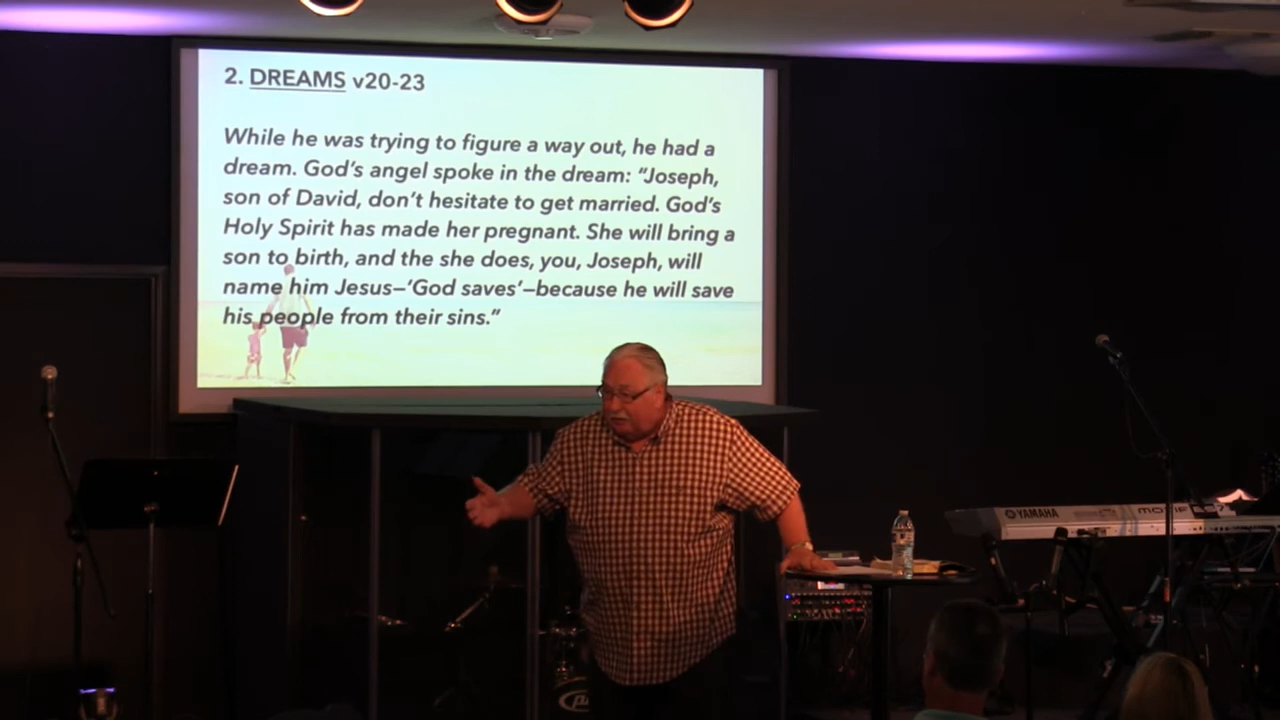 2. DREAMS v20-23
While he was trying to figure a way out, he had a
dream. God's angel spoke in the dream: "Joseph,
son of David, don't hesitate to get married. God's
Holy Spirit has made her pregnant. She will bring a
son to birth, and the she does, you, Joseph, will
name him Jesus—'God saves'—because he will save
his people from their sins."
YAMAHA